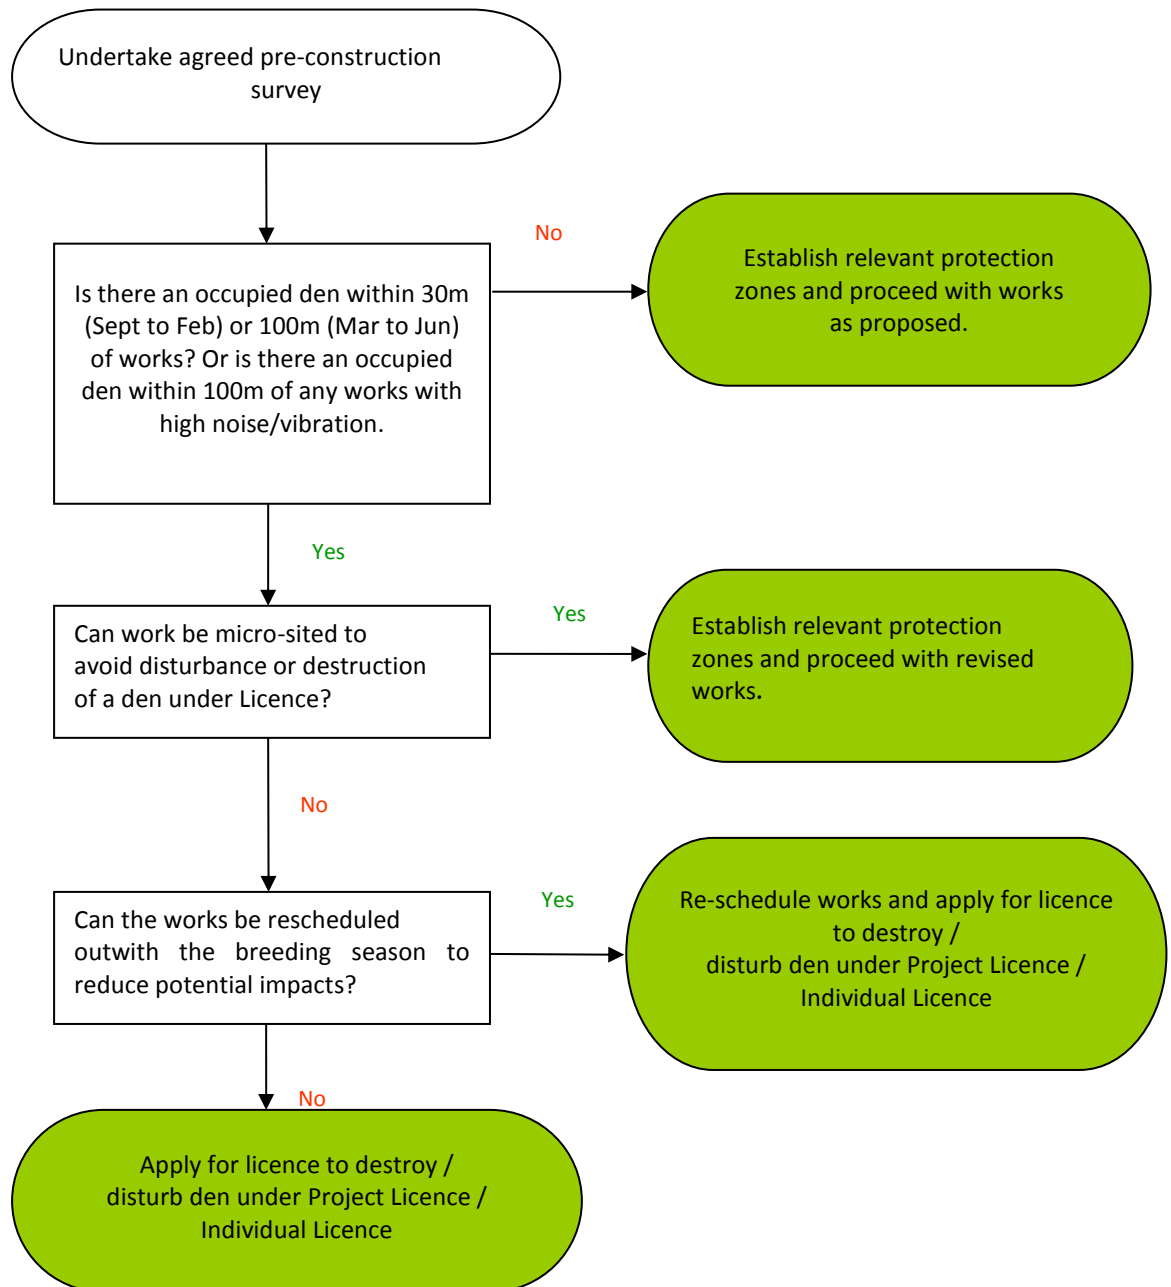 Undertake agreed pre-construction
survey
No
Establish relevant protection
zones and proceed with works
as proposed.
Is there an occupied den within 30m
(Sept to Feb) or 100m (Mar to Jun)
of works? Or is there an occupied
den within 100m of any works with
high noise/vibration.
Yes
Can work be micro-sited to
avoid disturbance or destruction
of a den under Licence?
Yes
Establish relevant protection
zones and proceed with revised
works.
No
Can the works be rescheduled
outwith the breeding season to
reduce potential impacts?
Yes
Re-schedule works and apply for licence
to destroy /
disturb den under Project Licence /
Individual Licence
No
Apply for licence to destroy /
disturb den under Project Licence /
Individual Licence